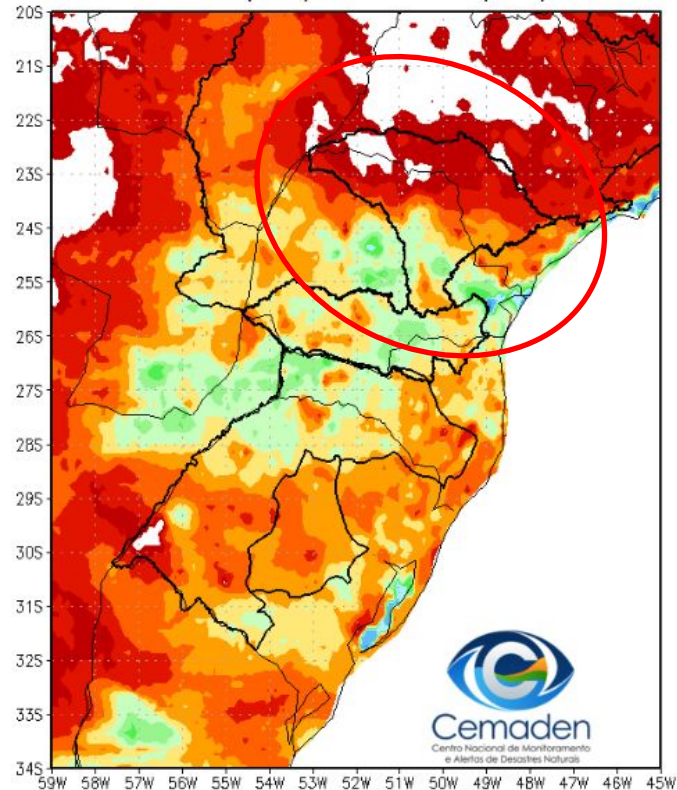 20S
21S
22S
23S
24S
25S
26S
27S
28S
29S
30S
31S
32S
33S
34S
59W 58W 57W 56W 55W 54W 53W 52W 51W 50W 49W 48W 47W 46W 45W
Cemaden
Centro Nacional de Monitoramento
e Alertas de Desastres Naturais